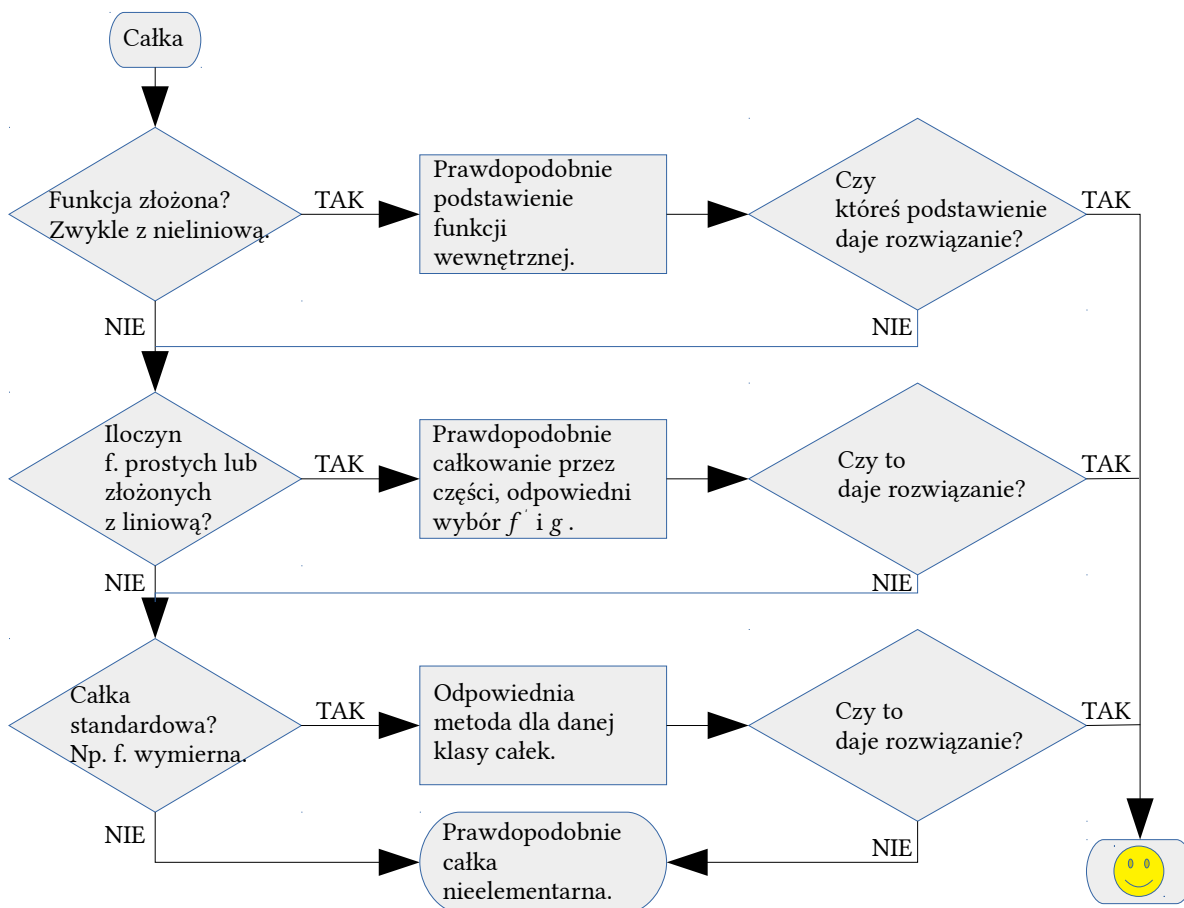 Całka
Funkcja złożona?
Zwykle z nieliniową.
TAK
Prawdopodobnie
podstawienie
funkcji
wewnętrznej.
Czy
któreś podstawienie
daje rozwiązanie?
TAK
NIE
NIE
Iloczyn
f. prostych lub
złożonych
z liniową?
TAK
Prawdopodobnie
całkowanie przez
części, odpowiedni
wybór f ' i g .
Czy to
daje rozwiązanie?
TAK
NIE
NIE
Całka
standardowa?
Np. f. wymierna.
TAK
Odpowiednia
metoda dla danej
klasy całek.
Czy to
daje rozwiązanie?
TAK
NIE
NIE
Prawdopodobnie
całka
nieelementarna.